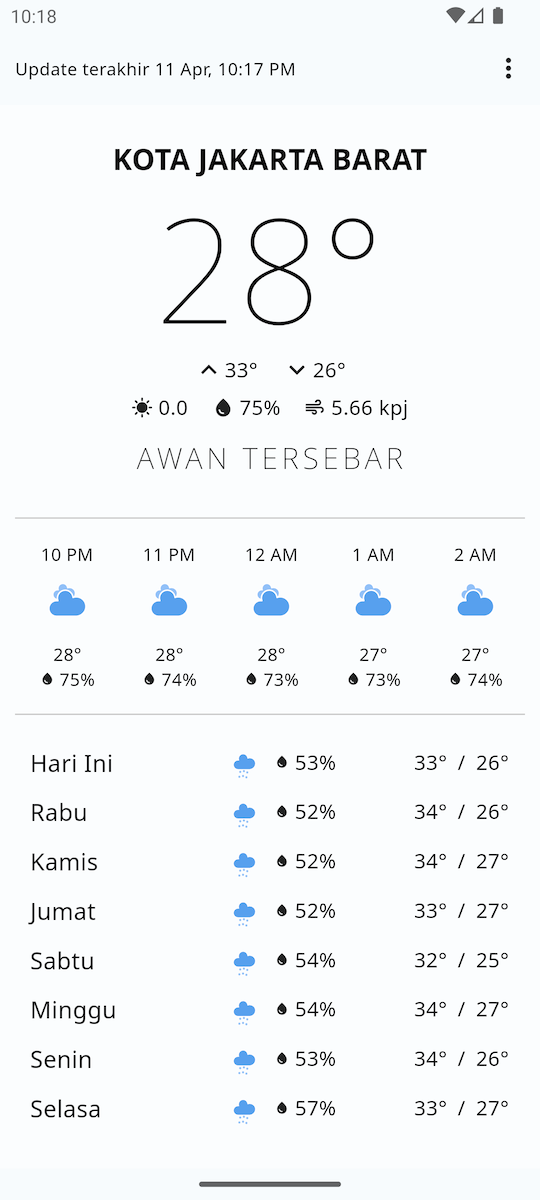 10:18
Update terakhir 11 Apr, 10:17 PM
KOTA JAKARTA BARAT
28°
33° 26°
0.0 75% 5.66 kpj
AWAN TERSEBAR
10 PM 11 PM 12 AM 1 AM 2 AM
28° 28° 28° 27° 27°
75% 74% 73% 73% 74%
Hari Ini 53% 33° / 26°
Rabu 52% 34° / 26°
Kamis 52% 34° / 27°
Jumat 52% 33° / 27°
Sabtu 54% 32° / 25°
Minggu 54% 34° / 27°
Senin 53% 34° / 26°
Selasa 57% 33° / 27°